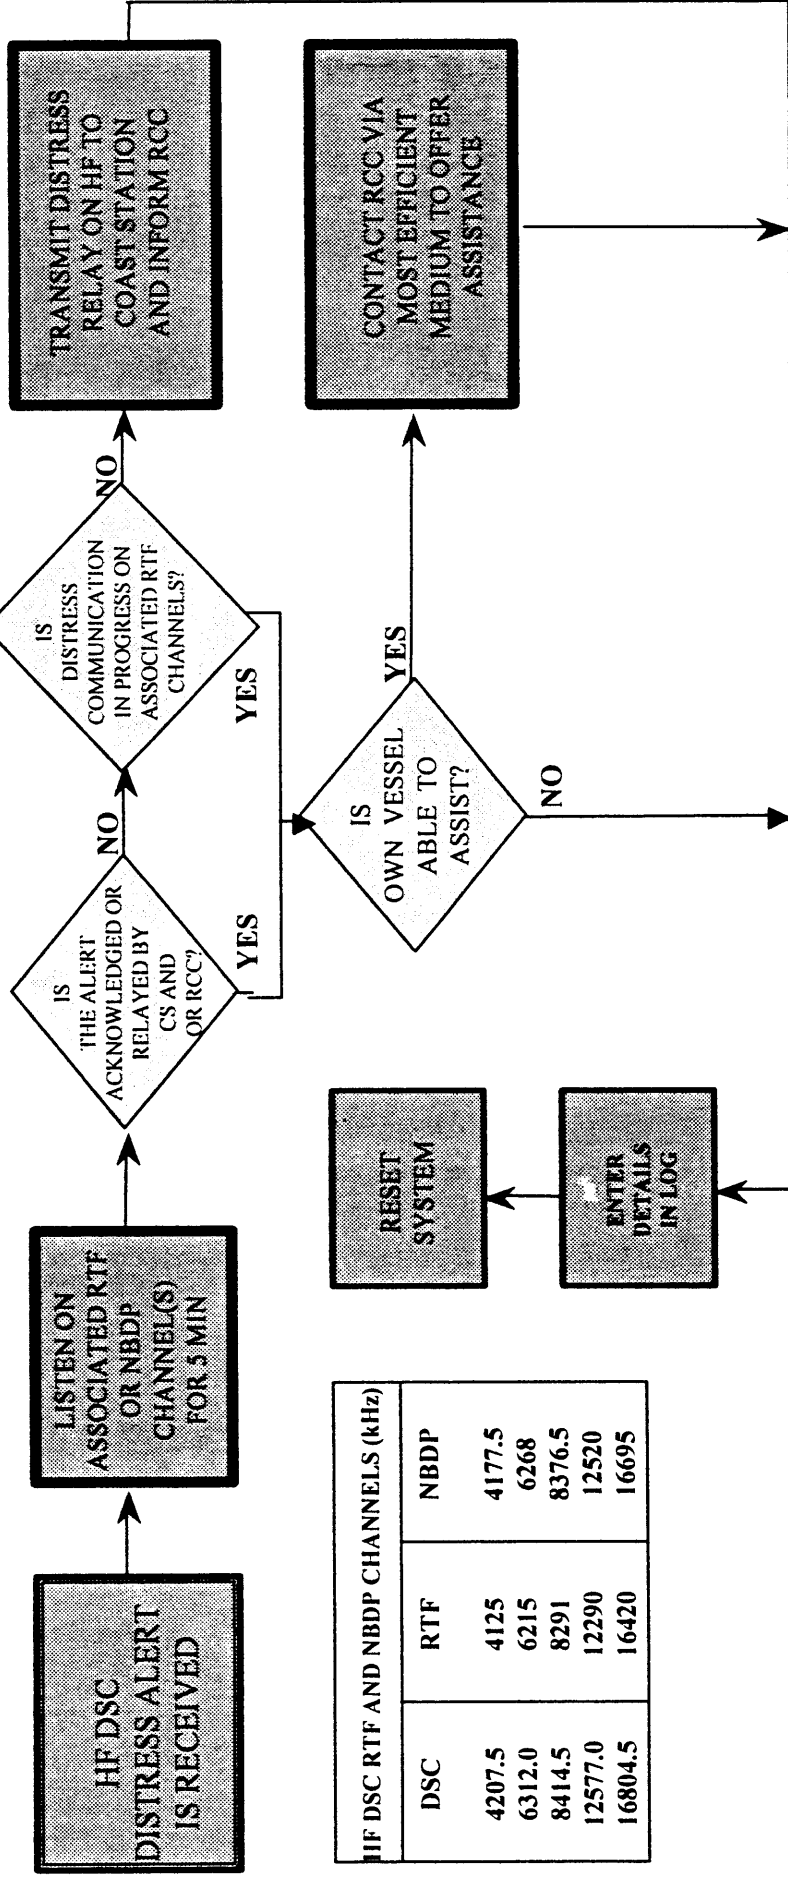 HF DSC
DISTRESS ALERT
IS RECEIVED
LISTEN ON
ASSOCIATED RTF
OR NBDP
CHANNEL(S)
FOR 5 MIN
IS
THE ALERT
ACKNOWLEDGED OR
RELAYED BY
CS AND
OR RCC?
NO
YES
IS
DISTRESS
COMMUNICATION
IN PROGRESS ON
ASSOCIATED RTF
CHANNELS?
NO
YES
TRANSMIT DISTRESS
RELAY ON HF TO
COAST STATION
AND INFORM RCC
IS
OWN VESSEL
ABLE TO
ASSIST?
YES
NO
CONTACT RCC VIA
MOST EFFICIENT
MEDIUM TO OFFER
ASSISTANCE
RESET
SYSTEM
ENTER
DETAILS
IN LOG
HF DSC RTF AND NBDP CHANNELS (kHz)
DSC RTF NBDP
4207.5 4125 4177.5
6312.0 6215 6268
8414.5 8291 8376.5
12577.0 12290 12520
16804.5 16420 16695